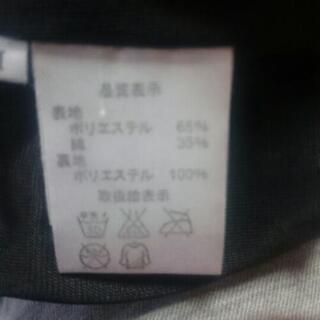 品質表示
表地
ポリエステル 65%
綿 35%
裏地
ポリエステル 100%
取扱絵表示